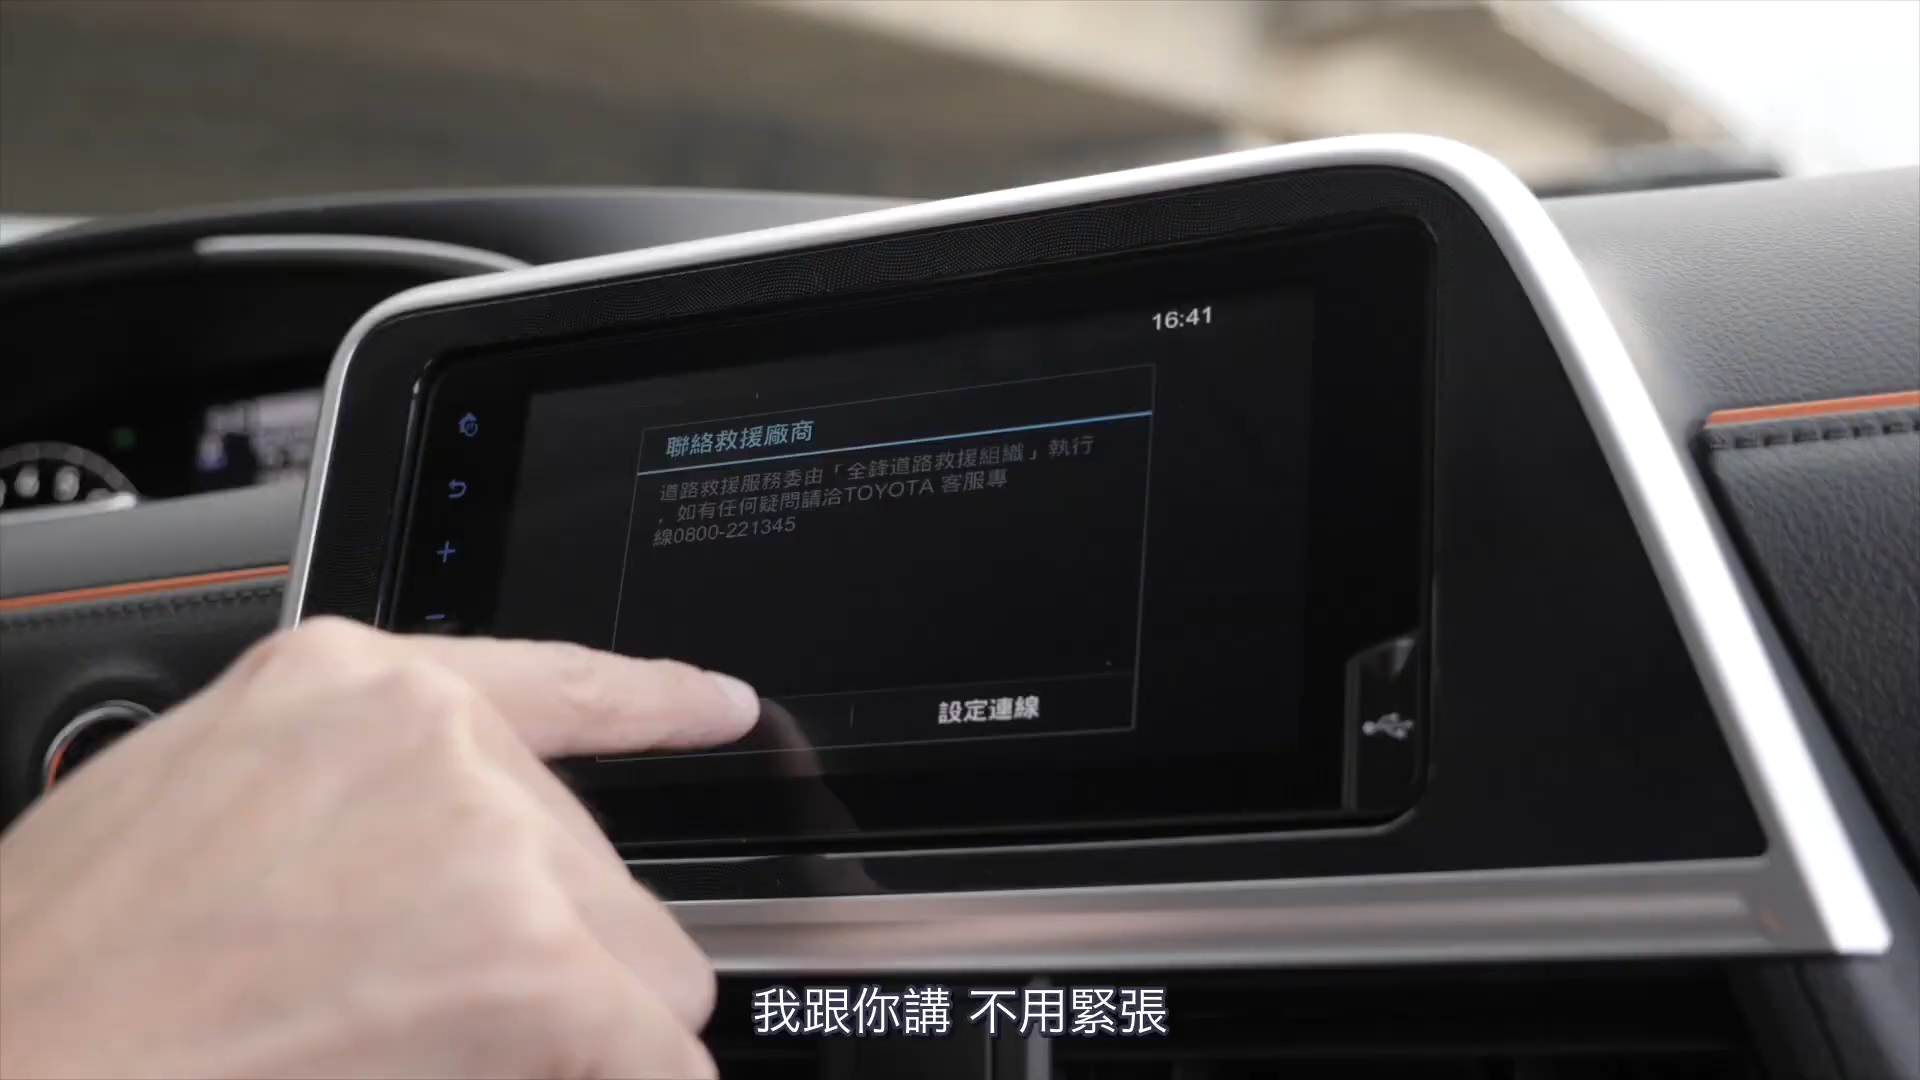 16:41
聯絡救援廠商
道路救援服務委由「全鋒道路救援組織」執行
，如有任何疑問請洽TOYOTA 客服專
線0800-221345
設定連線
我跟你講 不用緊張